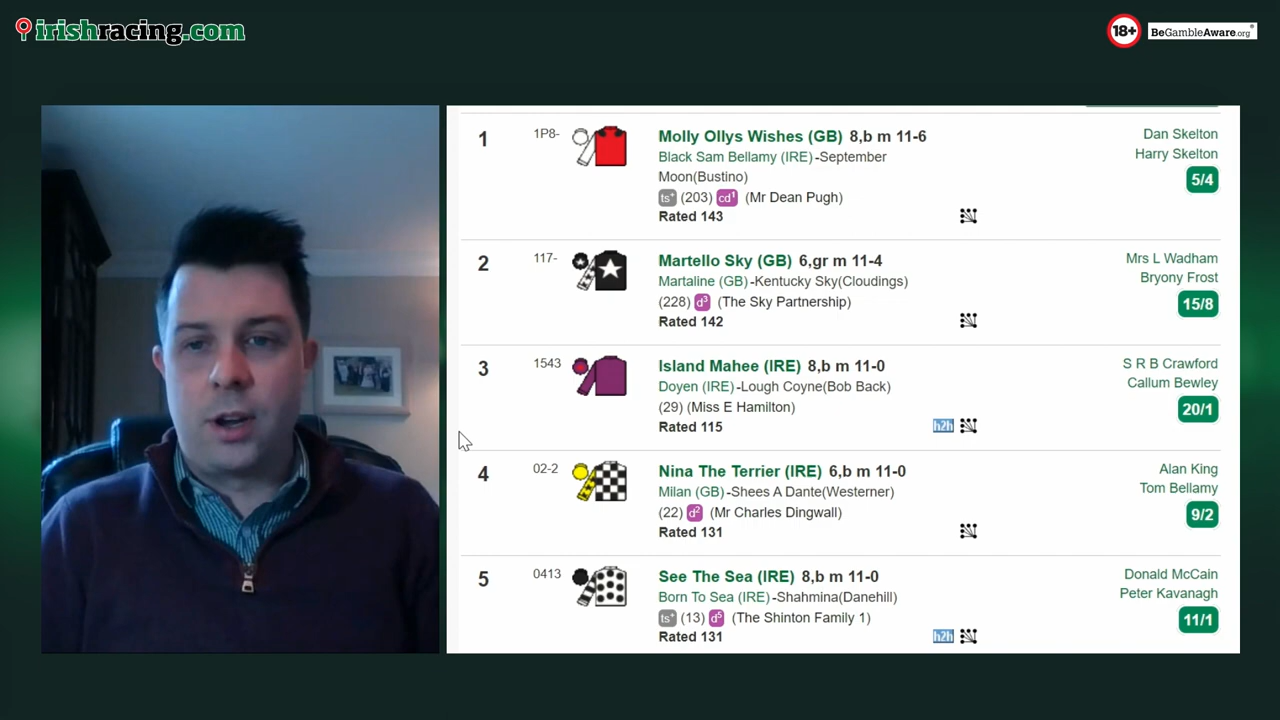 irishracing.com
18+
BeGambleAware.org®
1
1P8-
Molly Ollys Wishes (GB) 8,b m 11-6
Dan Skelton
Black Sam Bellamy (IRE) -September
Harry Skelton
Moon(Bustino)
5/4
ts+ (203) cd1 (Mr Dean Pugh)
Rated 143
2
117-
Martello Sky (GB) 6,gr m 11-4
Mrs L Wadham
Martaline (GB) -Kentucky Sky(Cloudings)
Bryony Frost
(228) d3 (The Sky Partnership)
15/8
Rated 142
3
1543
Island Mahee (IRE) 8,b m 11-0
S R B Crawford
Doyen (IRE) -Lough Coyne(Bob Back)
Callum Bewley
(29) (Miss E Hamilton)
20/1
Rated 115
h2h
4
02-2
Nina The Terrier (IRE) 6,b m 11-0
Alan King
Milan (GB) -Shees A Dante(Westerner)
Tom Bellamy
(22) d2 (Mr Charles Dingwall)
9/2
Rated 131
5
0413
See The Sea (IRE) 8,b m 11-0
Donald McCain
Born To Sea (IRE) -Shahmina(Danehill)
Peter Kavanagh
ts+ (13) d5 (The Shinton Family 1)
11/1
Rated 131
h2h